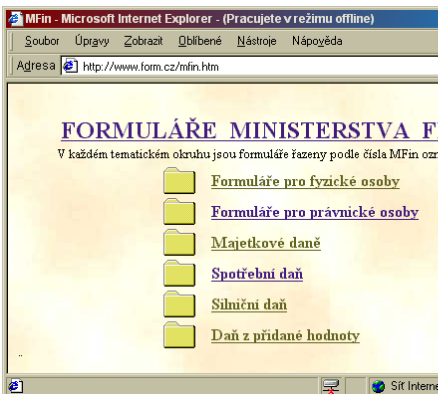 MFin - Microsoft Internet Explorer - (Pracujete v režimu offline)
Soubor Úpravy Zobrazit Oblíbené Nástroje Nápověda
Adresa http://www.form.cz/mfin.htm
FORMULÁŘE MINISTERSTVA F
V každém tematickém okruhu jsou formuláře řazeny podle čísla MFin ozn
Formuláře pro fyzické osoby
Formuláře pro právnické osoby
Majetkové daně
Spotřební daň
Silniční daň
Daň z přidané hodnoty
..
Síť Interne